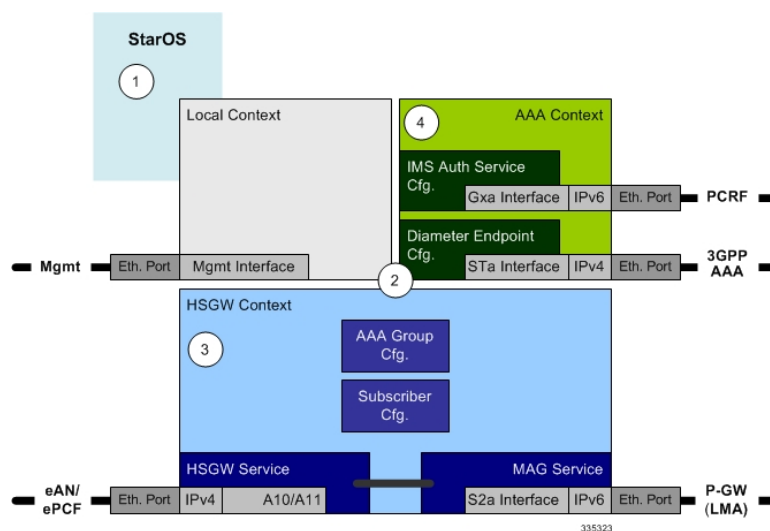 StarOS
1
Local Context
4
AAA Context
IMS Auth Service
Cfg.
Gxa Interface
IPv6
Eth. Port
PCRF
Diameter Endpoint
Cfg.
STa Interface
IPv4
Eth. Port
3GPP
AAA
Mgmt
Eth. Port
Mgmt Interface
2
HSGW Context
3
AAA Group
Cfg.
Subscriber
Cfg.
HSGW Service
MAG Service
eAN/
ePCF
Eth. Port
IPv4
A10/A11
S2a Interface
IPv6
Eth. Port
P-GW
(LMA)
335323